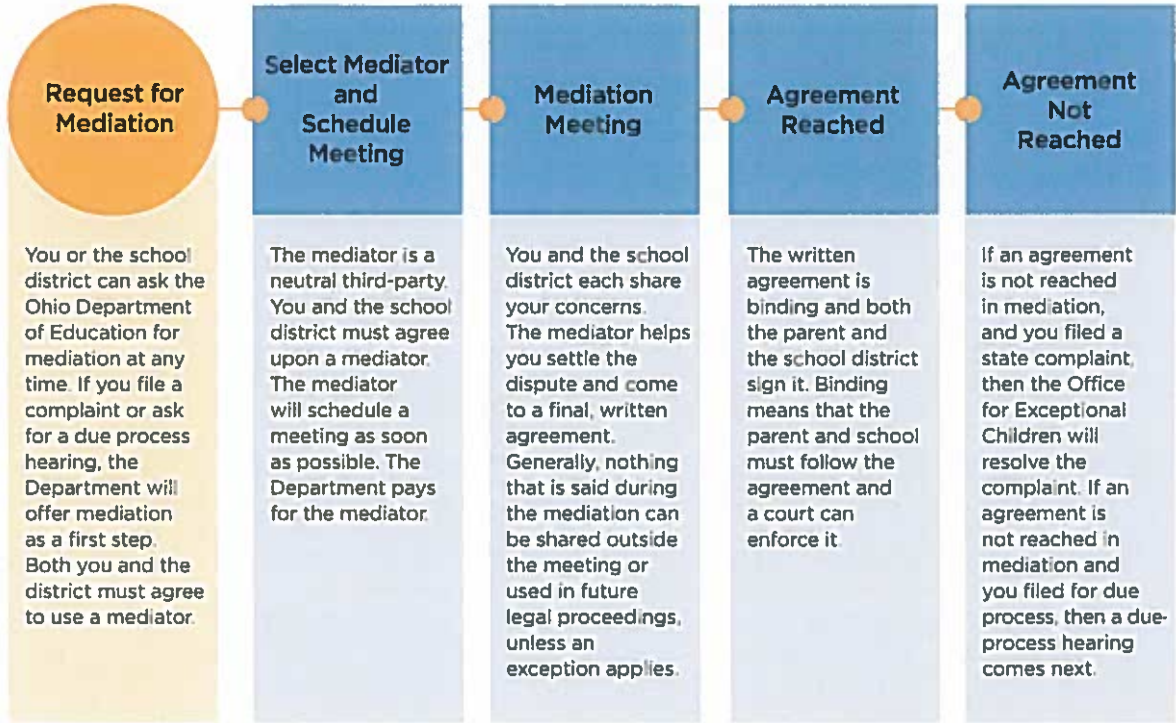 Request for
Mediation
You or the school
district can ask the
Ohio Department
of Education for
mediation at any
time. If you file a
complaint or ask
for a due process
hearing, the
Department will
offer mediation
as a first step.
Both you and the
district must agree
to use a mediator.
Select Mediator
and
Schedule
Meeting
The mediator is a
neutral third-party.
You and the school
district must agree
upon a mediator.
The mediator
will schedule a
meeting as soon
as possible. The
Department pays
for the mediator.
Mediation
Meeting
You and the school
district each share
your concerns.
The mediator helps
you settle the
dispute and come
to a final, written
agreement.
Generally, nothing
that is said during
the mediation can
be shared outside
the meeting or
used in future
legal proceedings,
unless an
exception applies.
Agreement
Reached
The written
agreement is
binding and both
the parent and
the school district
sign it. Binding
means that the
parent and school
must follow the
agreement and
a court can
enforce it.
Agreement
Not
Reached
If an agreement
is not reached
in mediation,
and you filed a
state complaint,
then the Office
for Exceptional
Children will
resolve the
complaint. If an
agreement is
not reached in
mediation and
you filed for due
process, then a due-
process hearing
comes next.